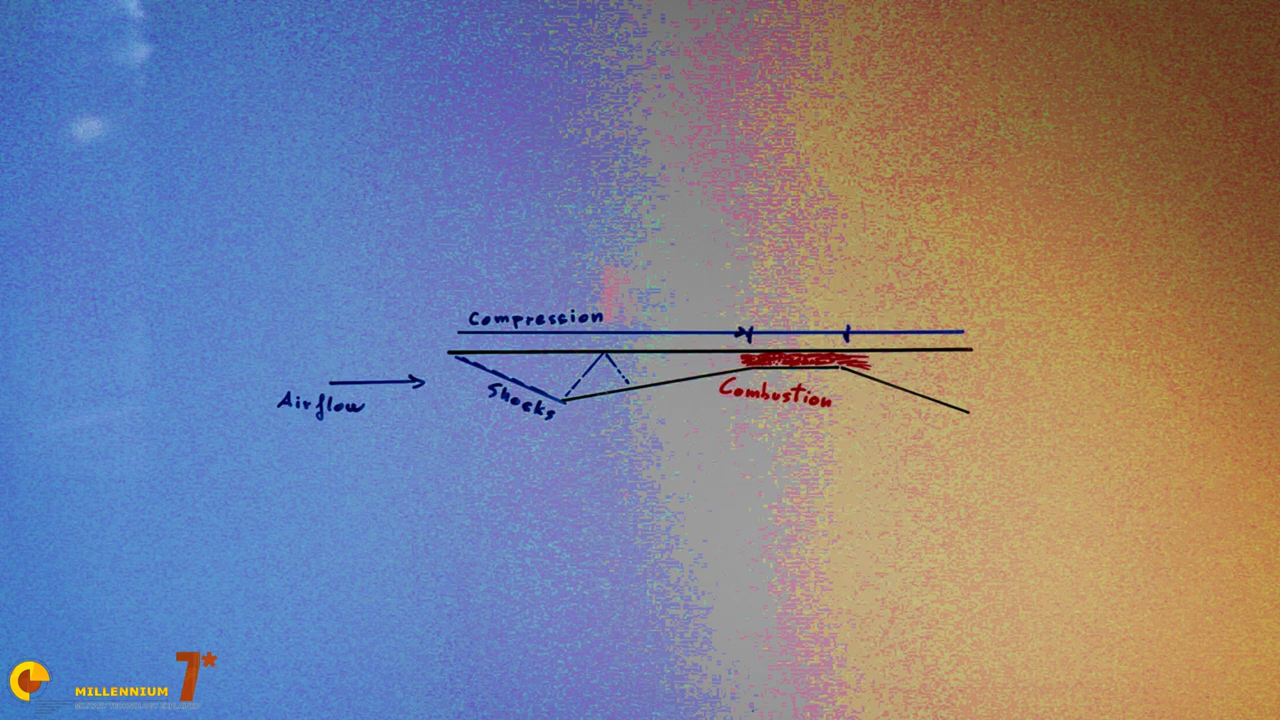 Compression
Airflow
Shocks
Combustion
MILLENNIUM 7*